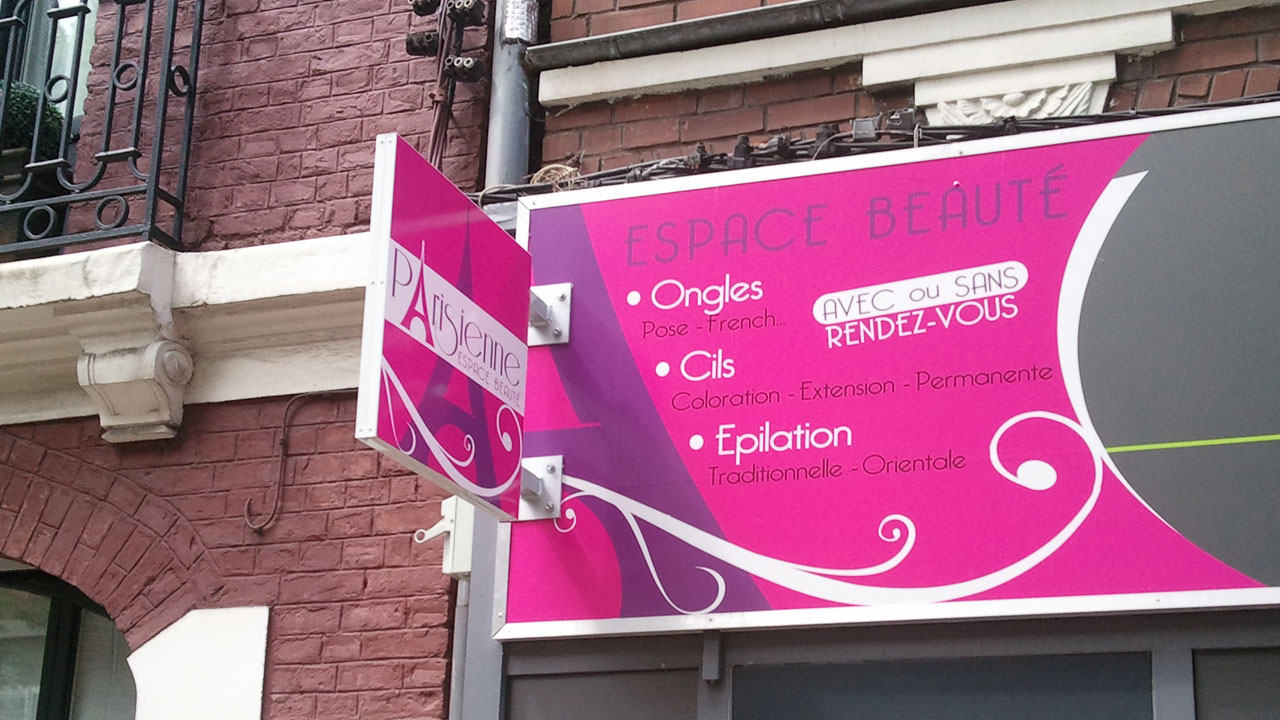 PArisienne
ESPACE BEAUTÉ
ESPACE BEAUTÉ
• Ongles
Pose - French...
AVEC ou SANS
RENDEZ-VOUS
• Cils
Coloration - Extension - Permanente
• Epilation
Traditionnelle - Orientale